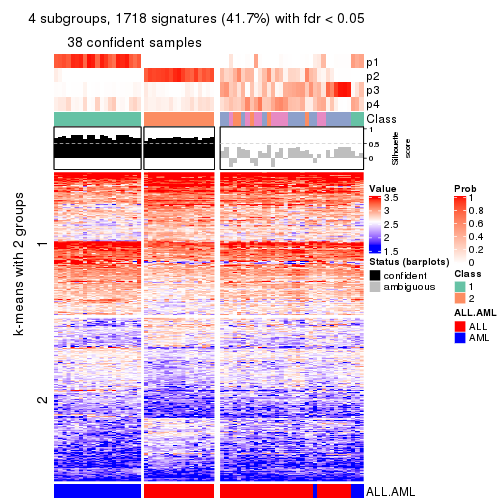 4 subgroups, 1718 signatures (41.7%) with fdr < 0.05
38 confident samples
p1
p2
p3
p4
Class
1
0.5
0
Silhouette
score
k-means with 2 groups
1
2
ALL.AML
Value
3.5
3
2.5
2
1.5
Status (barplots)
confident
ambiguous
Prob
1
0.8
0.6
0.4
0.2
0
Class
1
2
ALL.AML
ALL
AML